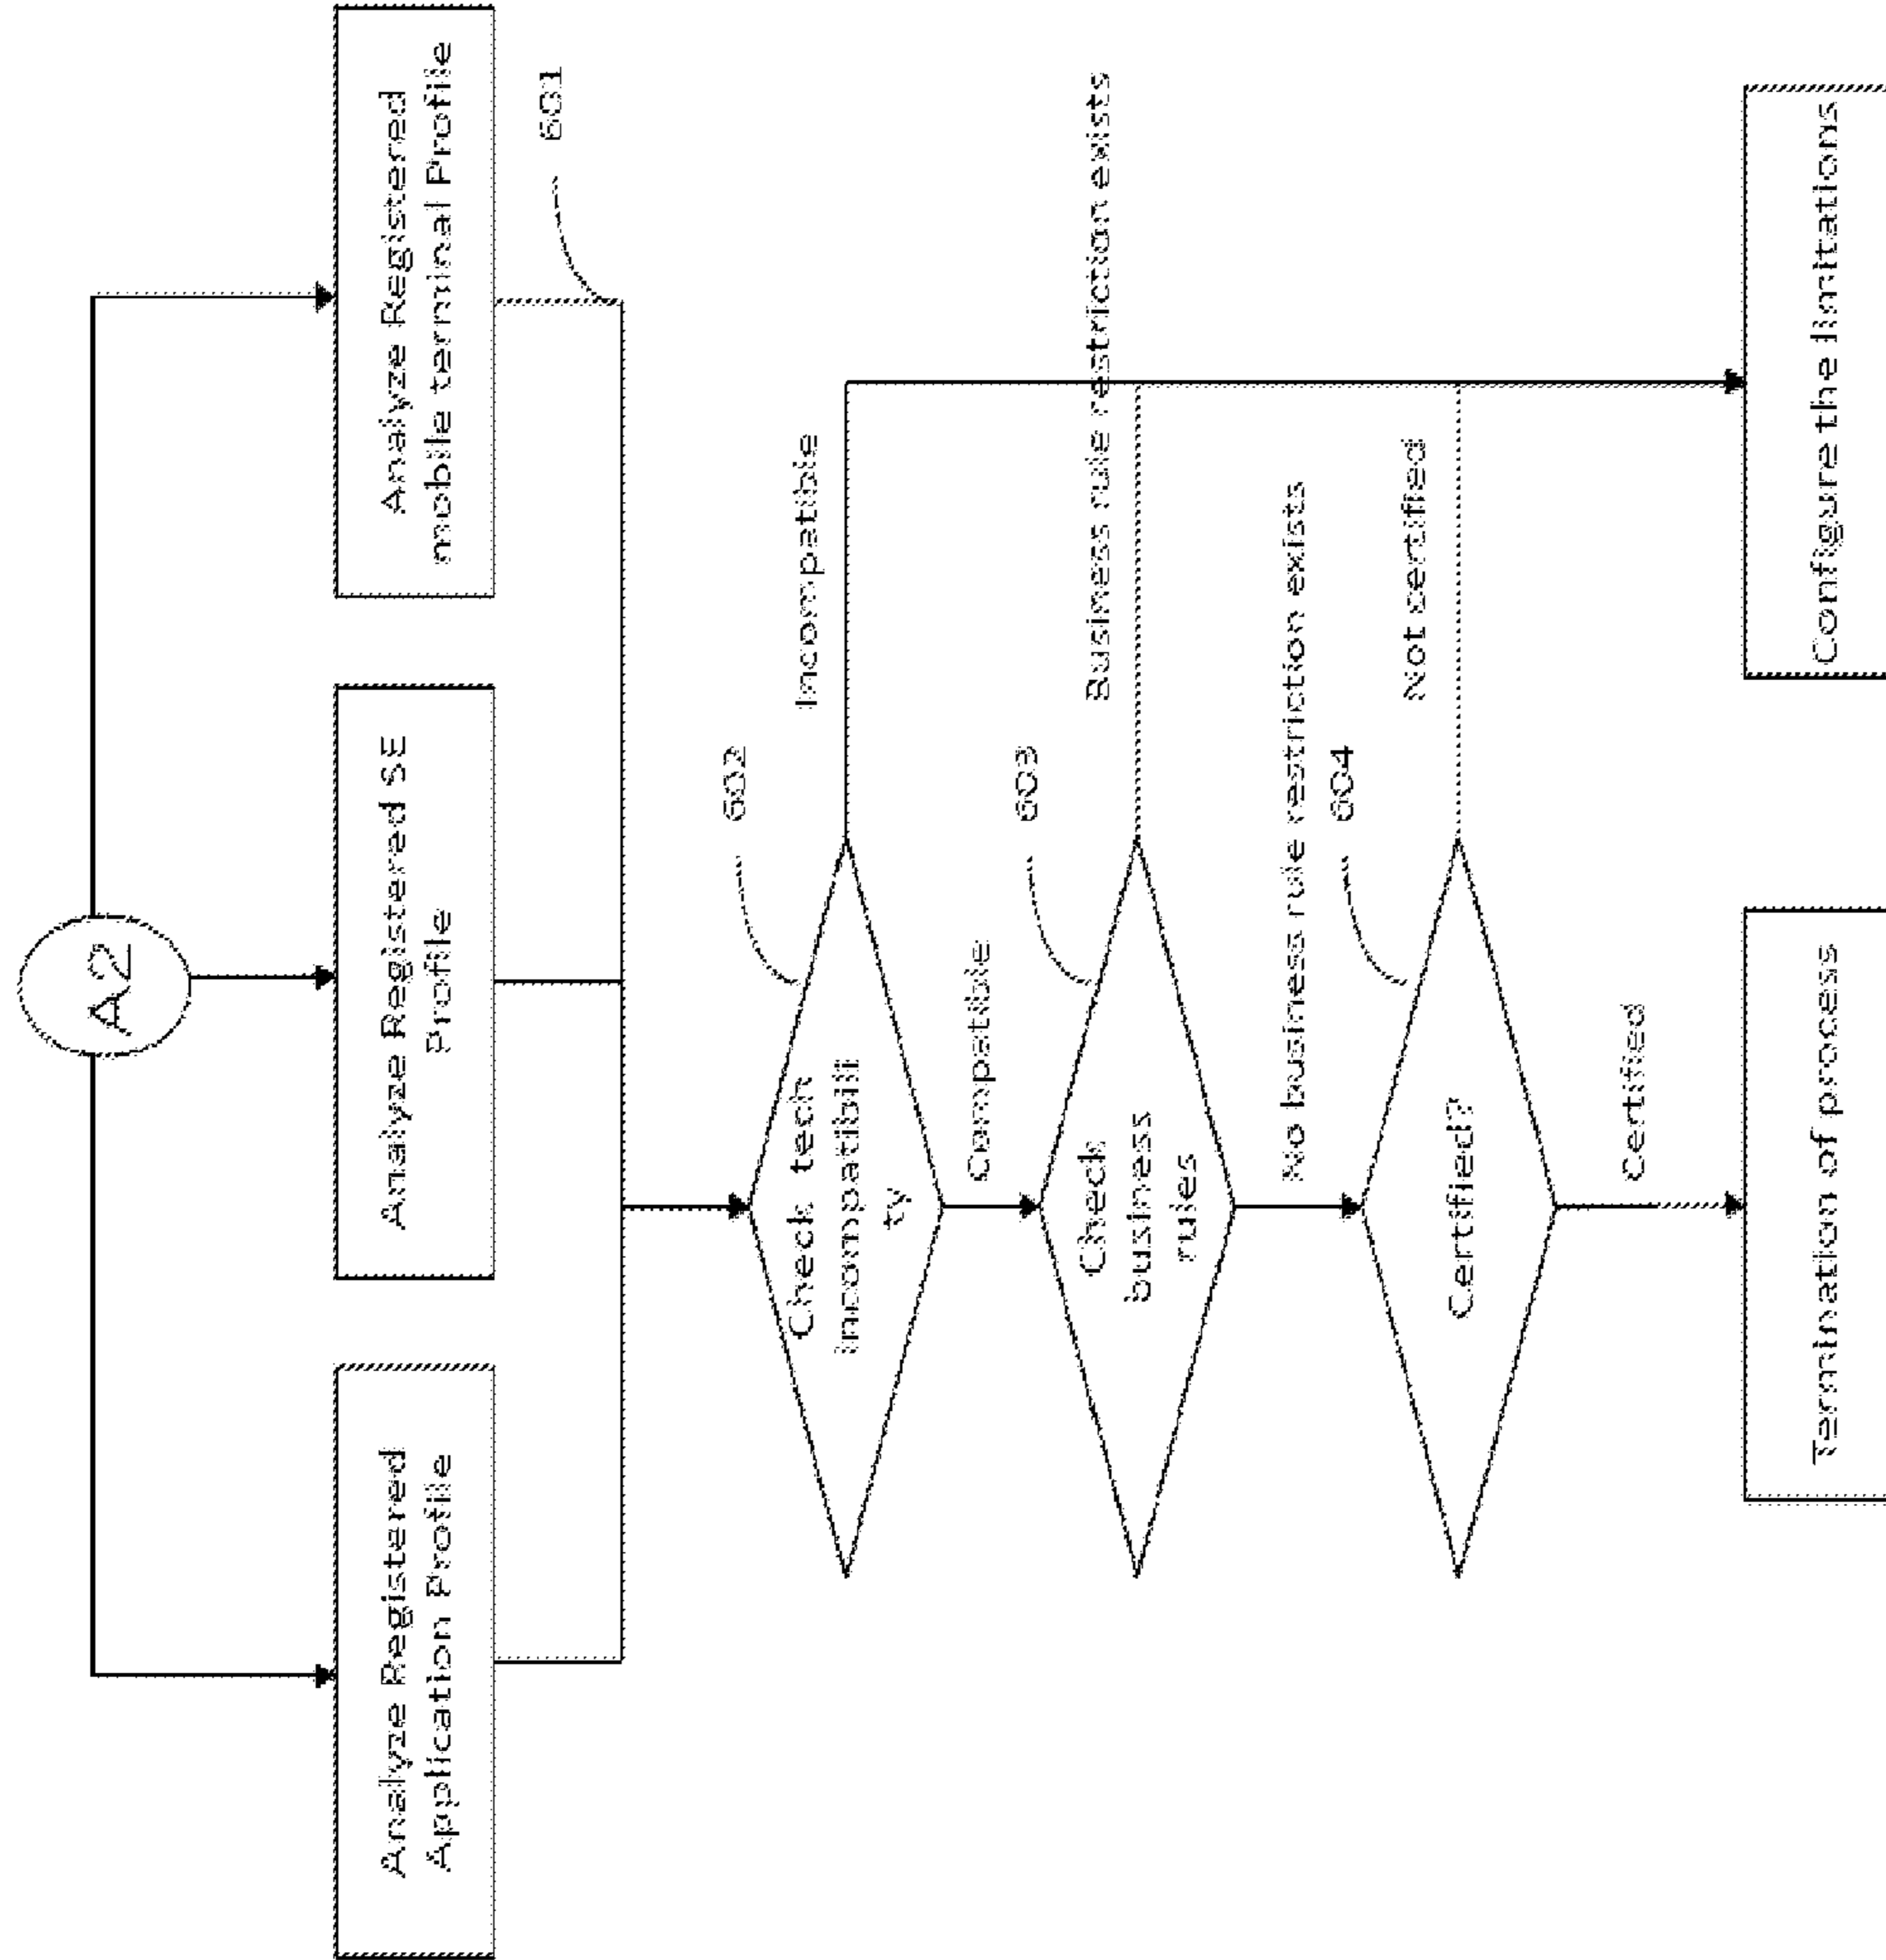 A2
Analyze Registered
Application Profile
Analyze Registered SE
Profile
Analyze Registered
mobile terminal Profile
601
Check tech
incompatibili
ty
602
Incompatible
Compatible
Check
business
rules
603
Business rule restriction exists
No business rule restriction exists
Certified?
604
Not certified
Certified
Termination of process
Configure the limitations